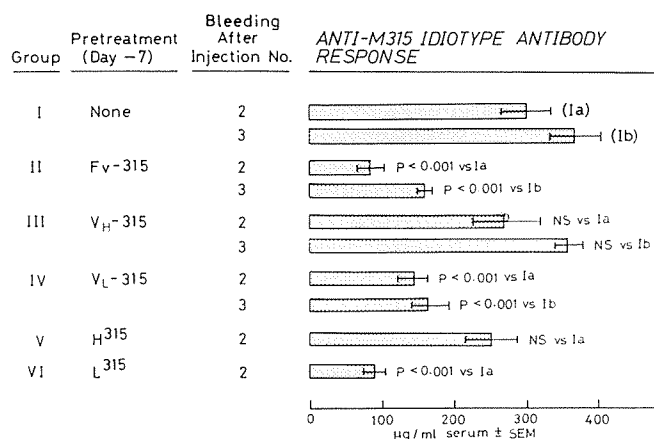 Group Pretreatment (Day -7) Bleeding After Injection No. ANTI-M315 IDIOTYPE ANTIBODY RESPONSE
I None 2 (Ia)
3 (Ib)
II Fv-315 2 P < 0.001 vs Ia
3 P < 0.001 vs Ib
III VH-315 2 NS vs Ia
3 NS vs Ib
IV VL-315 2 P < 0.001 vs Ia
3 P < 0.001 vs Ib
V H315 2 NS vs Ia
VI L315 2 P < 0.001 vs Ia
0 100 200 300 400
µg/ml serum ± SEM